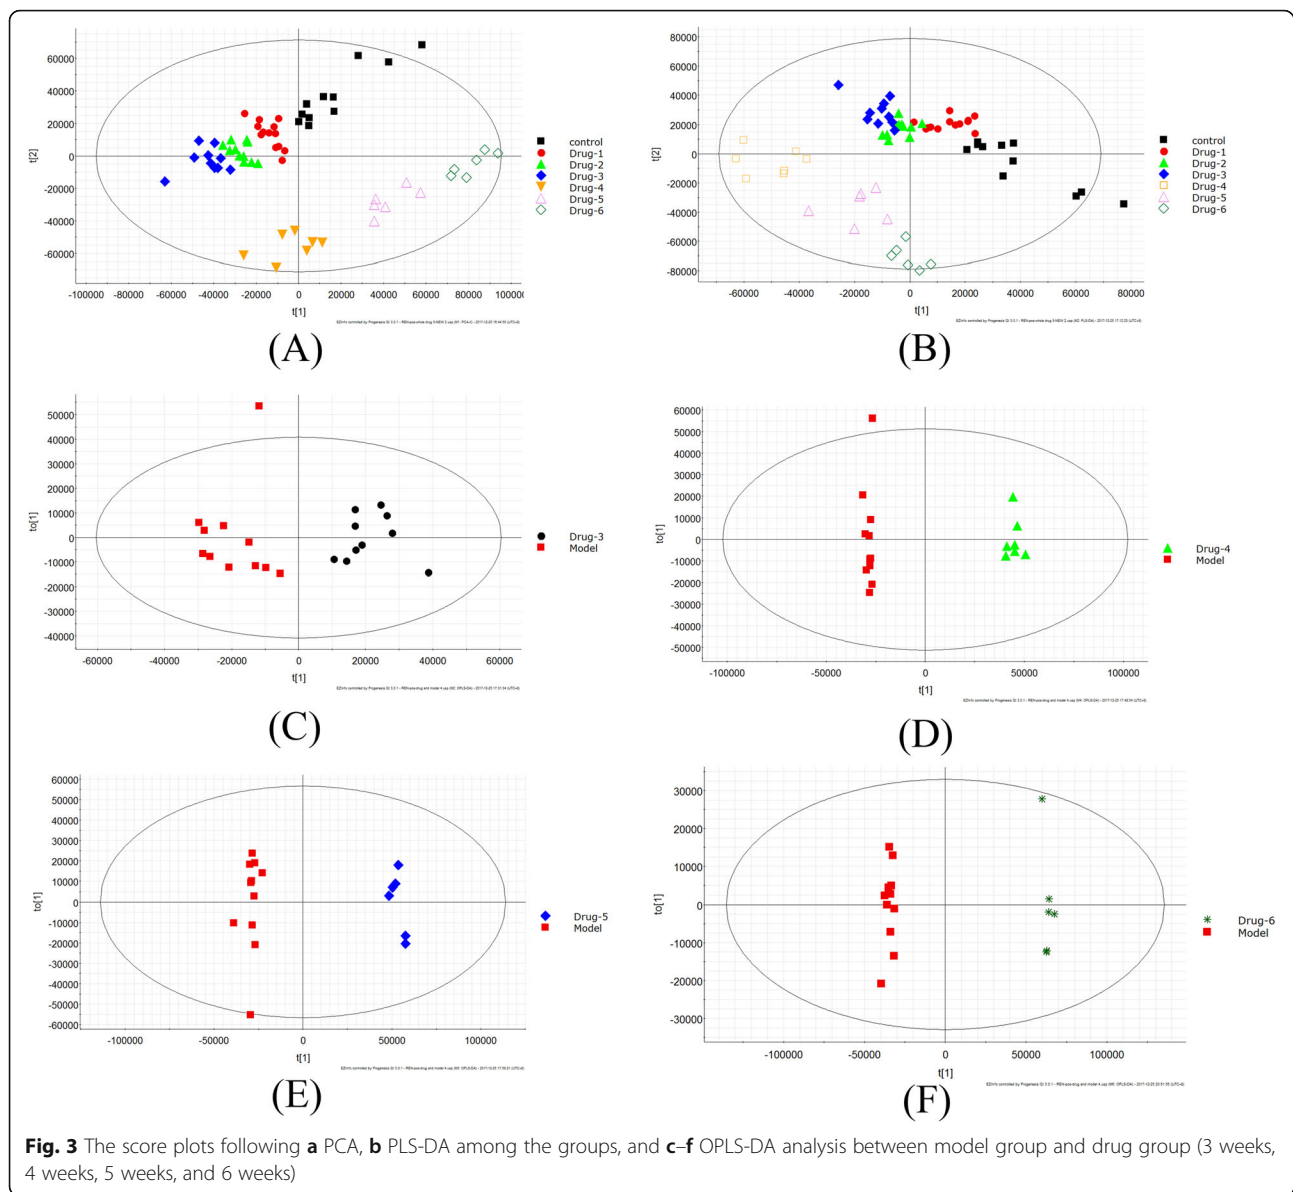 60000
40000
20000
0
-20000
-40000
-60000
t[2]
-100000 -80000 -60000 -40000 -20000 0 20000 40000 60000 80000 100000
t[1]
control
Drug-1
Drug-2
Drug-3
Drug-4
Drug-5
Drug-6
(A)
80000
60000
40000
20000
0
-20000
-40000
-60000
-80000
t[2]
-60000 -40000 -20000 0 20000 40000 60000 80000
t[1]
control
Drug-1
Drug-2
Drug-3
Drug-4
Drug-5
Drug-6
(B)
50000
40000
30000
20000
10000
0
-10000
-20000
-30000
-40000
to[1]
-60000 -40000 -20000 0 20000 40000 60000
t[1]
Drug-3
Model
(C)
60000
50000
40000
30000
20000
10000
0
-10000
-20000
-30000
-40000
-50000
to[1]
-100000 -50000 0 50000 100000
t[1]
Drug-4
Model
(D)
60000
50000
40000
30000
20000
10000
0
-10000
-20000
-30000
-40000
-50000
-60000
to[1]
-100000 -50000 0 50000 100000
t[1]
Drug-5
Model
(E)
30000
20000
10000
0
-10000
-20000
-30000
to[1]
-100000 -50000 0 50000 100000
t[1]
Drug-6
Model
(F)
Fig. 3 The score plots following a PCA, b PLS-DA among the groups, and c–f OPLS-DA analysis between model group and drug group (3 weeks,
4 weeks, 5 weeks, and 6 weeks)